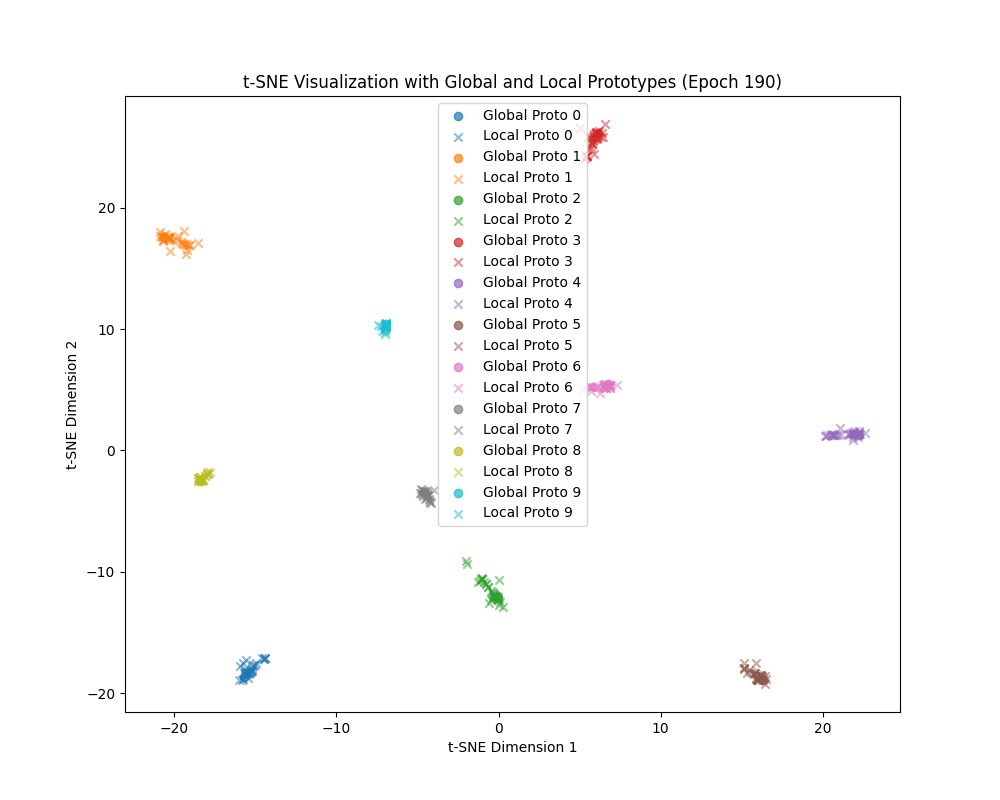 t-SNE Visualization with Global and Local Prototypes (Epoch 190)
Global Proto 0
Local Proto 0
Global Proto 1
Local Proto 1
Global Proto 2
Local Proto 2
Global Proto 3
Local Proto 3
Global Proto 4
Local Proto 4
Global Proto 5
Local Proto 5
Global Proto 6
Local Proto 6
Global Proto 7
Local Proto 7
Global Proto 8
Local Proto 8
Global Proto 9
Local Proto 9
t-SNE Dimension 2
20
10
0
−10
−20
−20 −10 0 10 20
t-SNE Dimension 1